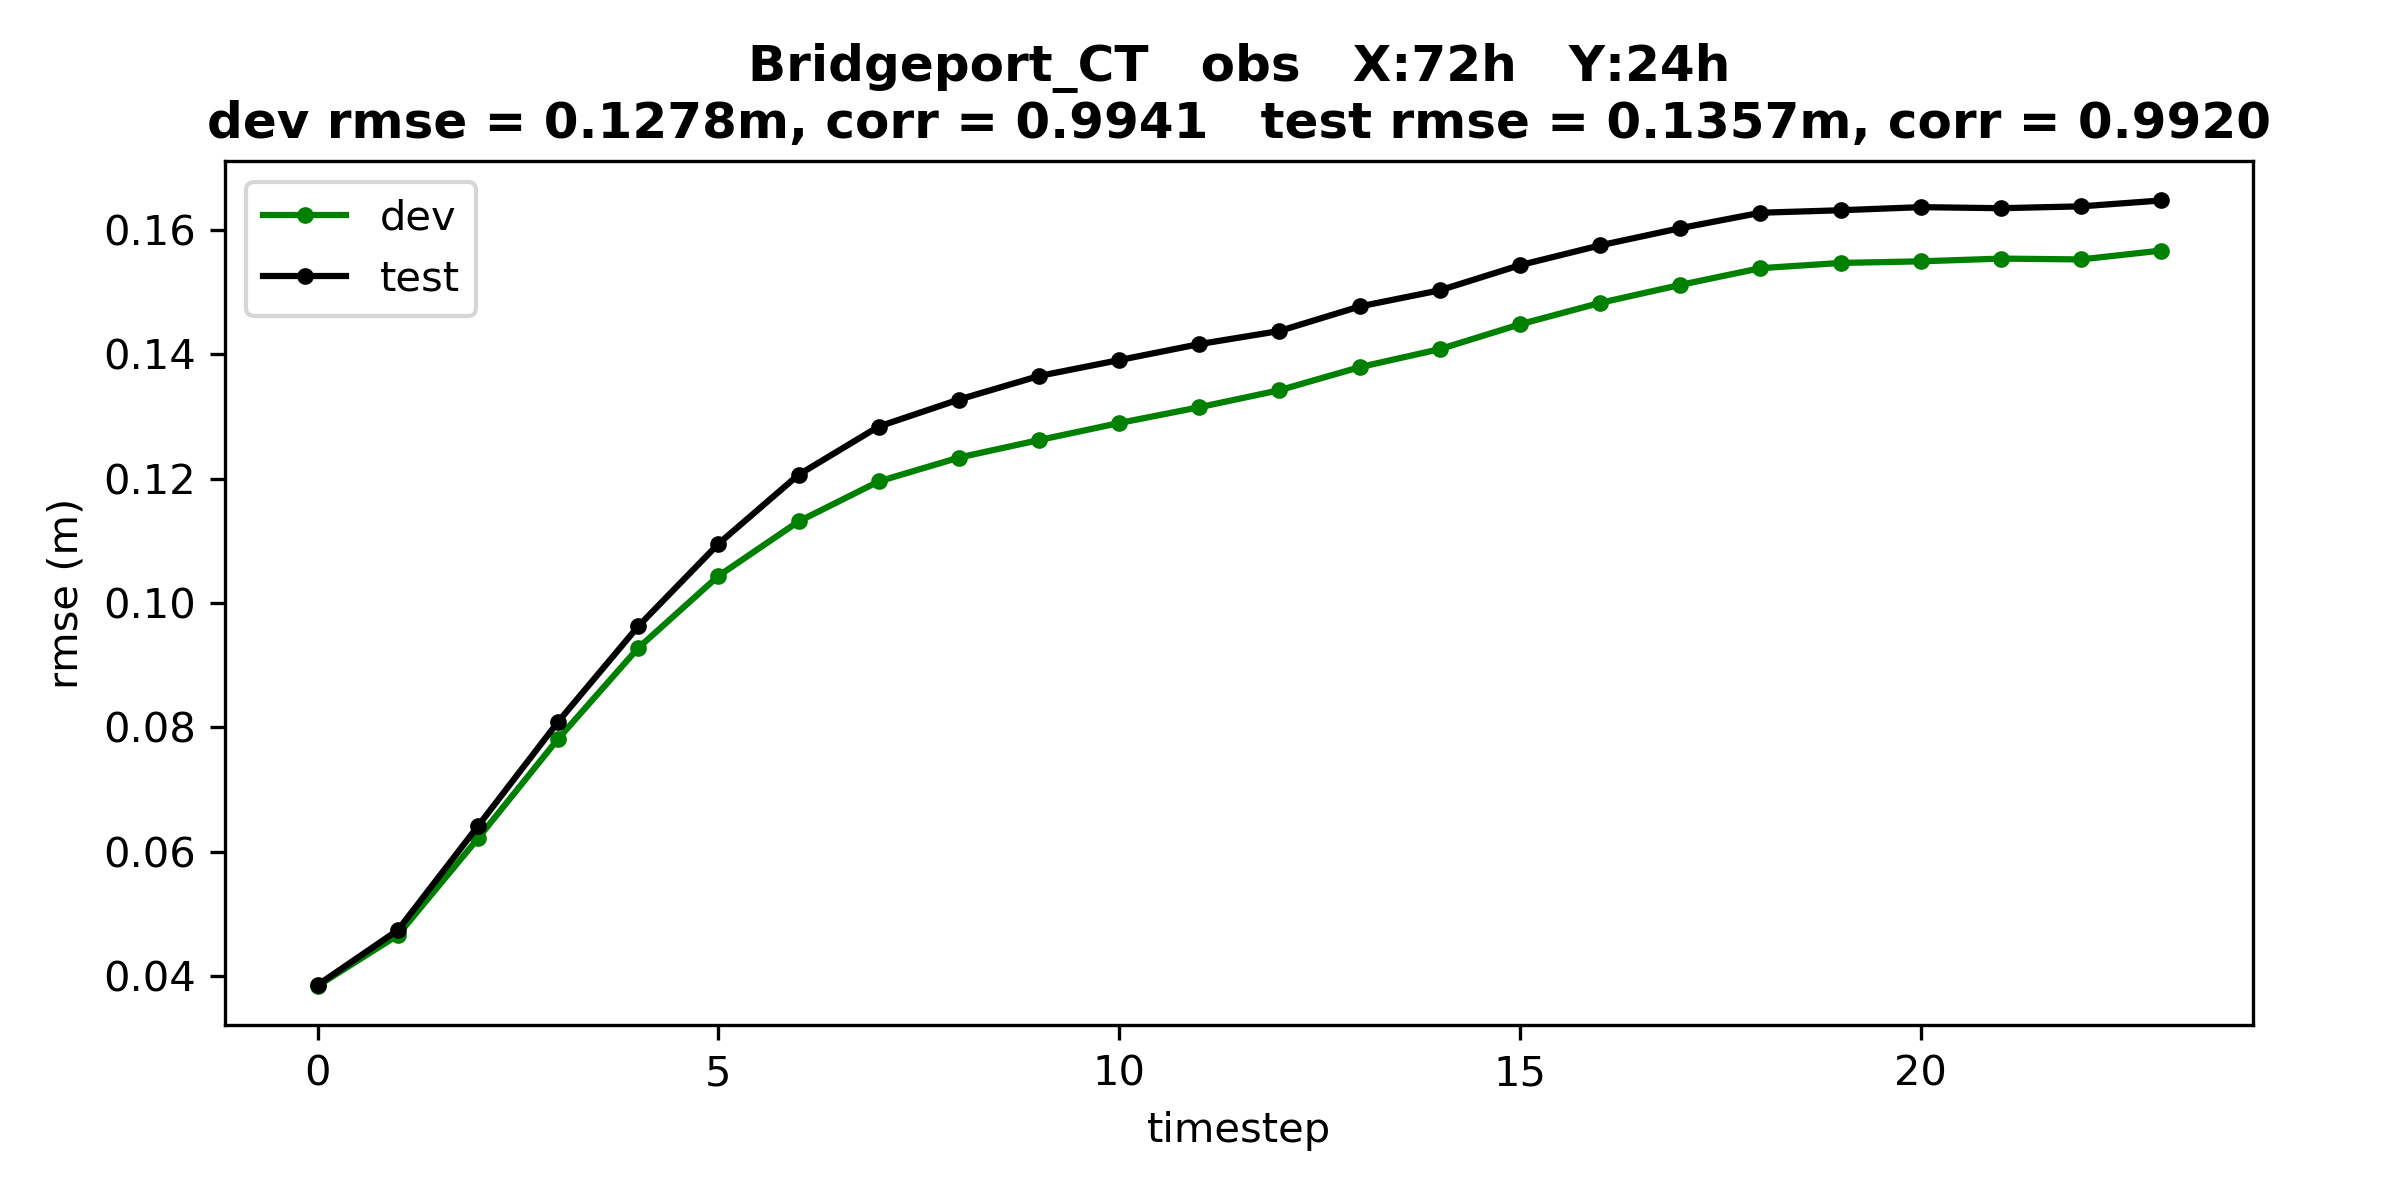 Bridgeport_CT obs X:72h Y:24h
dev rmse = 0.1278m, corr = 0.9941 test rmse = 0.1357m, corr = 0.9920
dev
test
0.16
0.14
0.12
0.10
0.08
0.06
0.04
rmse (m)
0 5 10 15 20
timestep